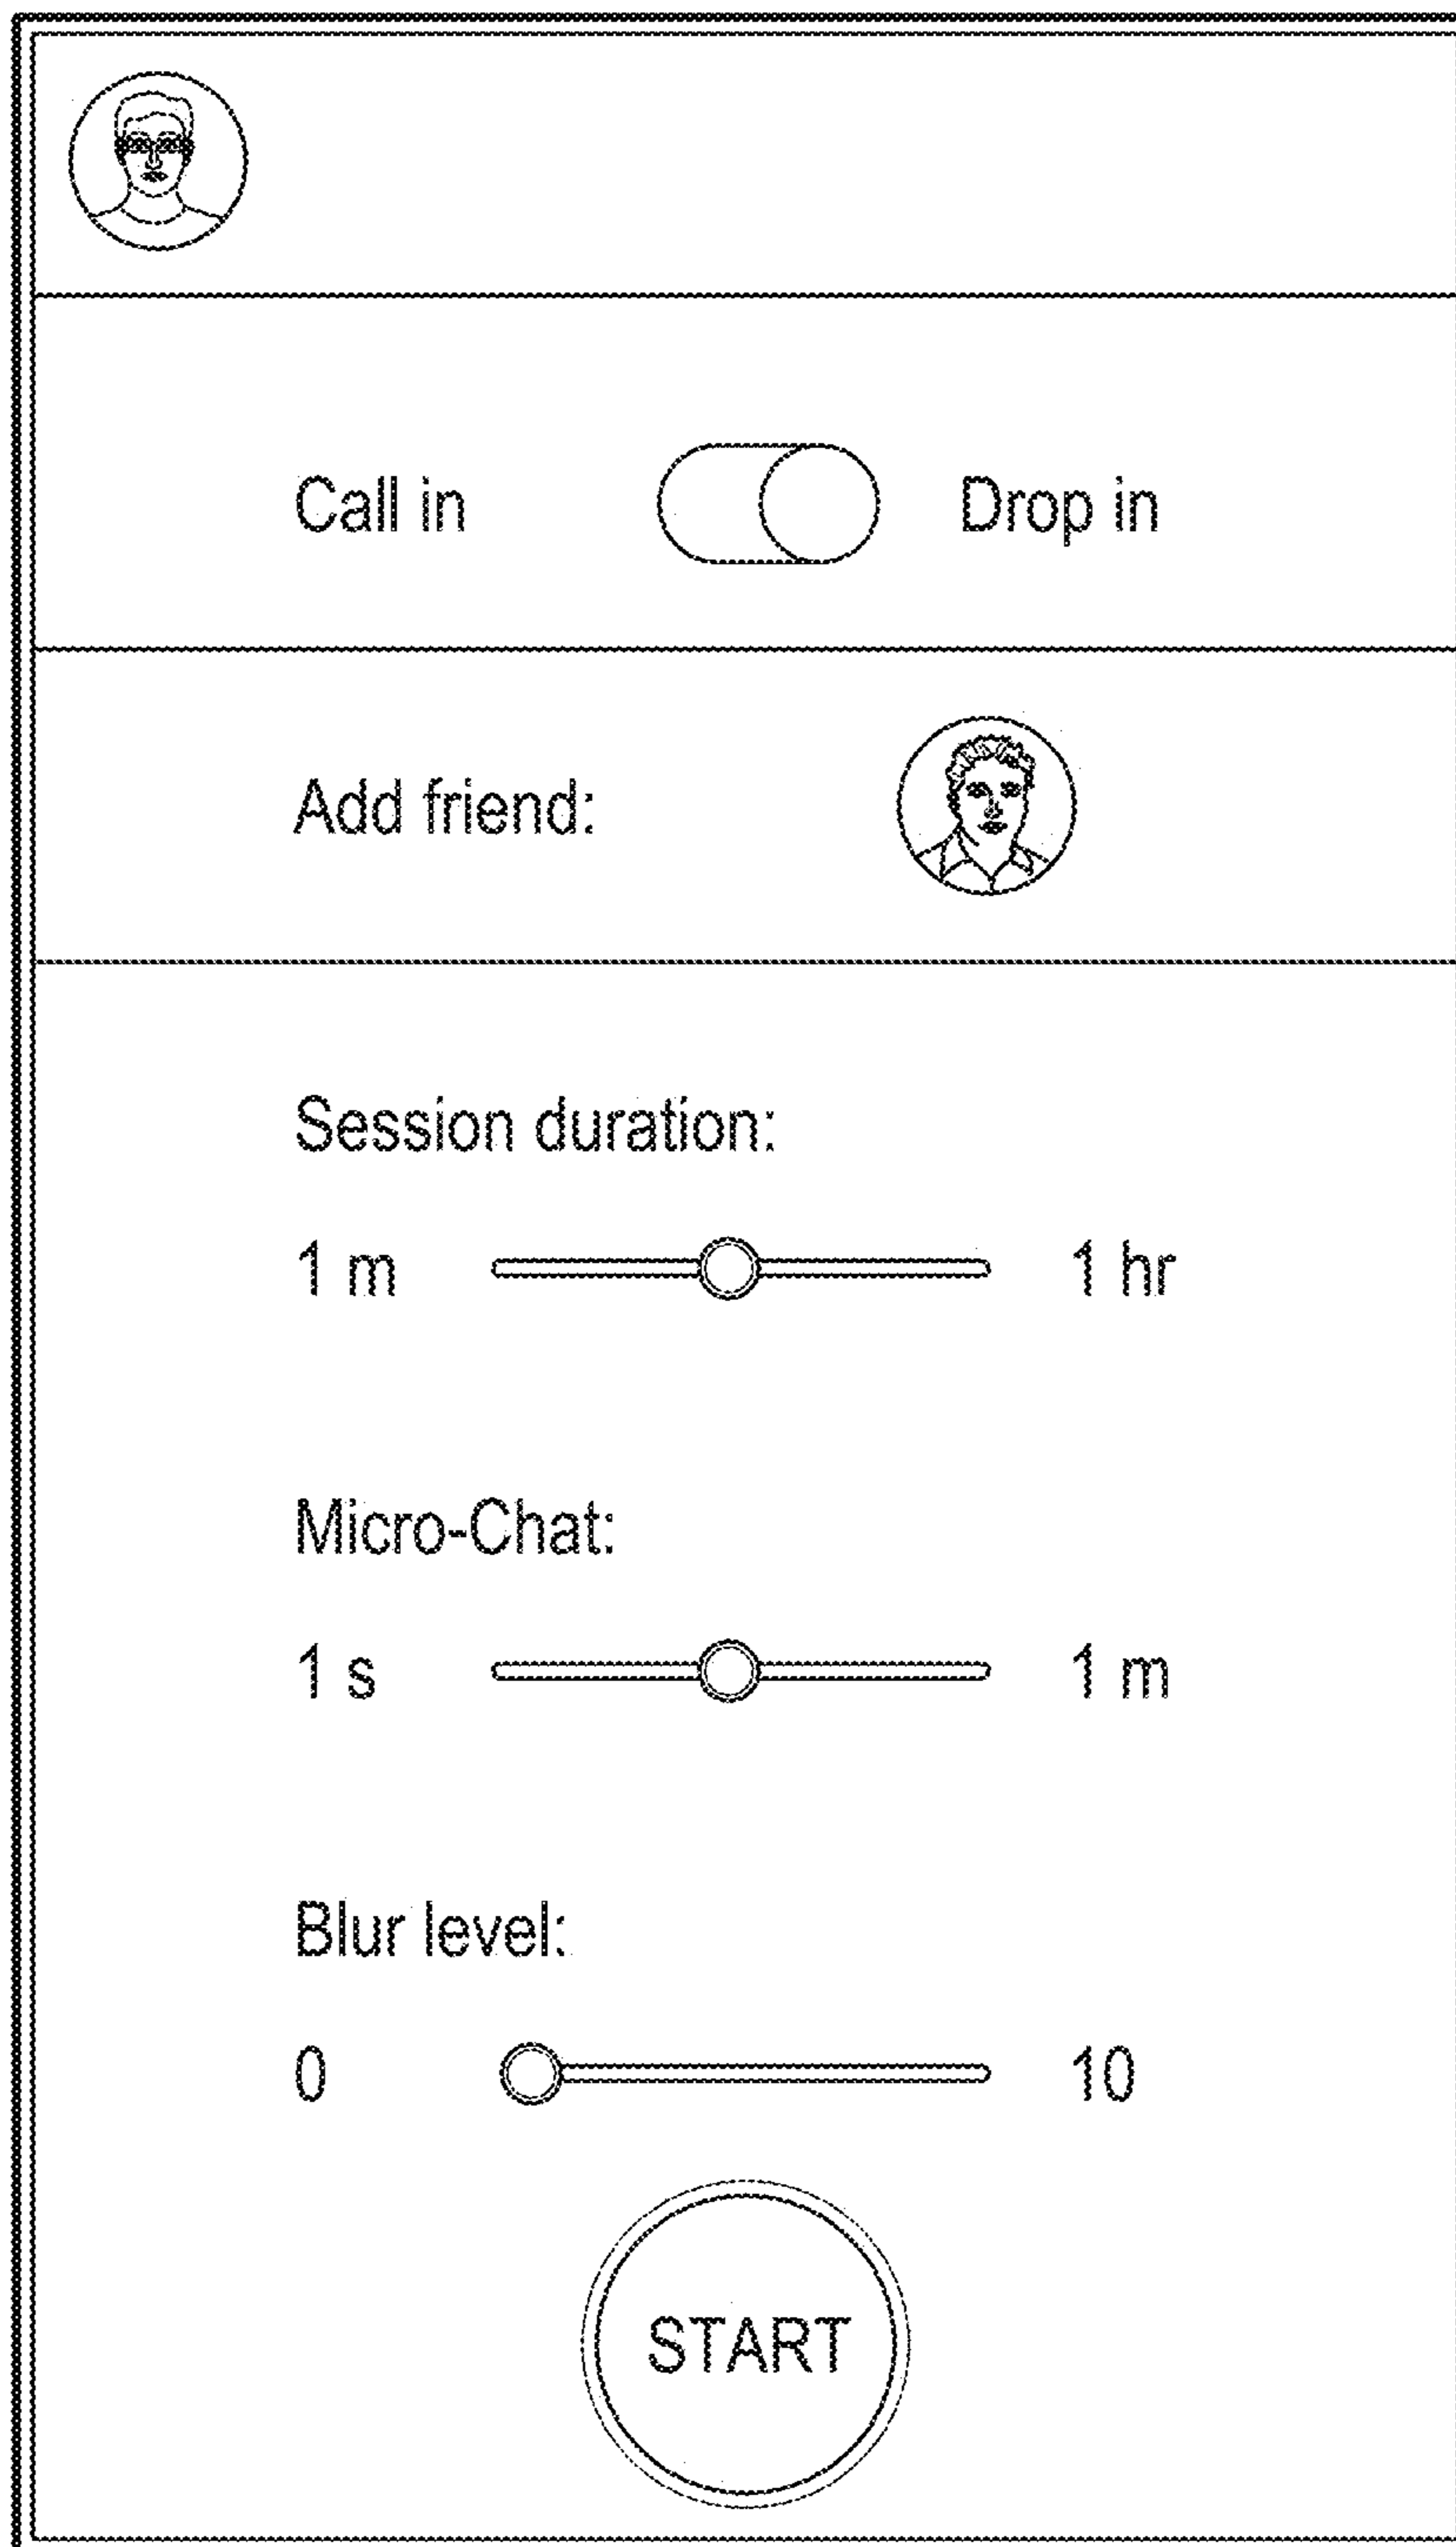 Call in Drop in
Add friend:
Session duration:
1 m 1 hr
Micro-Chat:
1 s 1 m
Blur level:
0 10
START